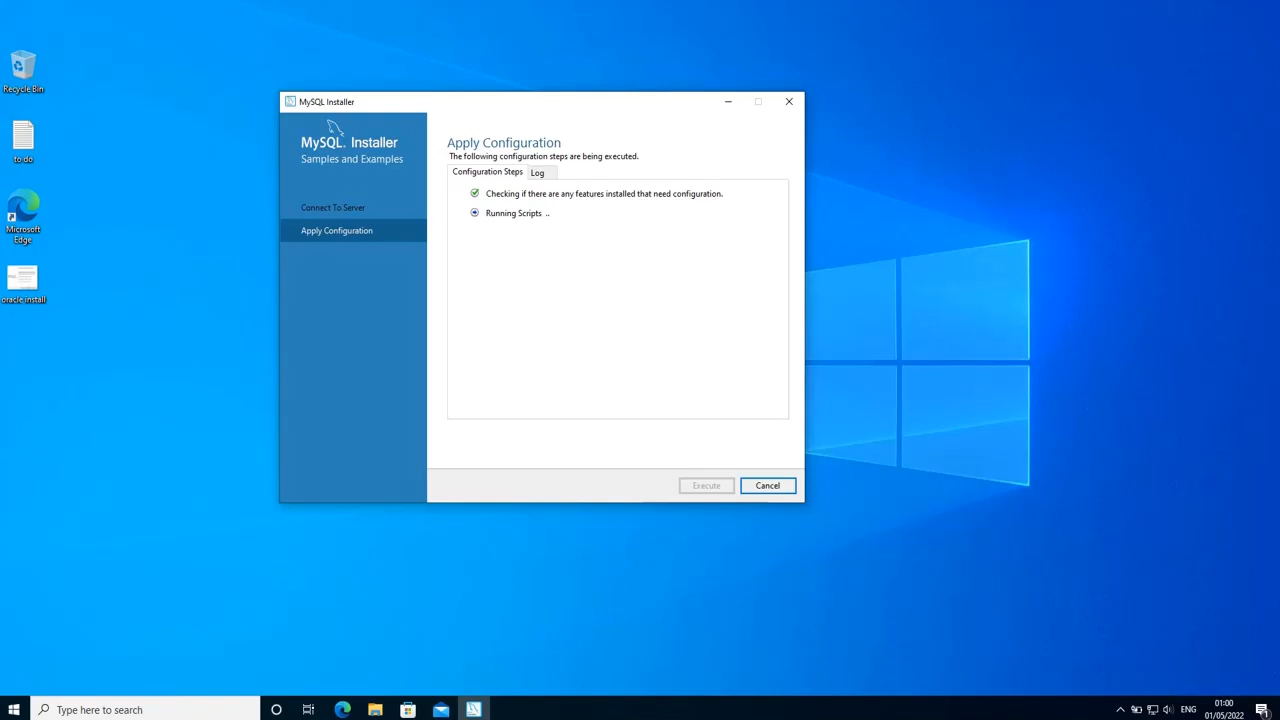 Recycle Bin
to do
Microsoft
Edge
oracle install
MySQL Installer
MySQL. Installer
Samples and Examples
Connect To Server
Apply Configuration
Apply Configuration
The following configuration steps are being executed.
Configuration Steps Log
Checking if there are any features installed that need configuration.
Running Scripts ..
Execute Cancel
Type here to search
ENG
01:00
01/05/2022